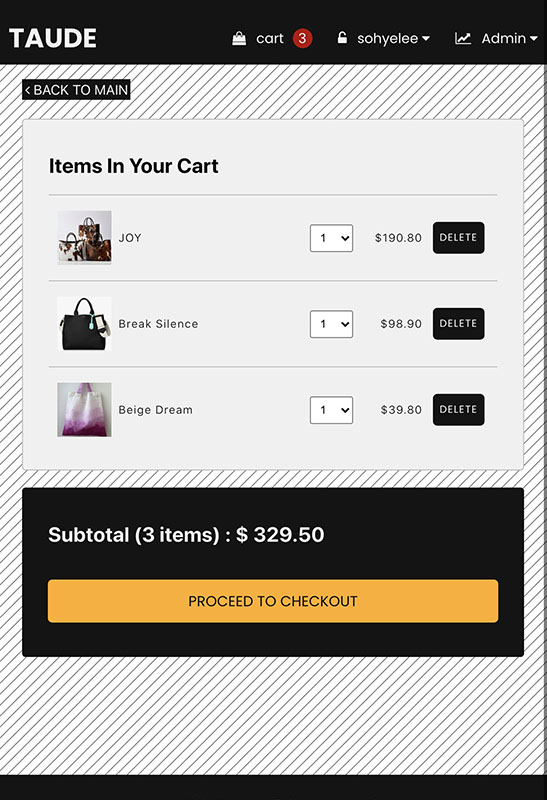 TAUDE cart 3 sohyelee Admin
< BACK TO MAIN
Items In Your Cart
JOY 1 $190.80 DELETE
Break Silence 1 $98.90 DELETE
Beige Dream 1 $39.80 DELETE
Subtotal (3 items) : $ 329.50
PROCEED TO CHECKOUT